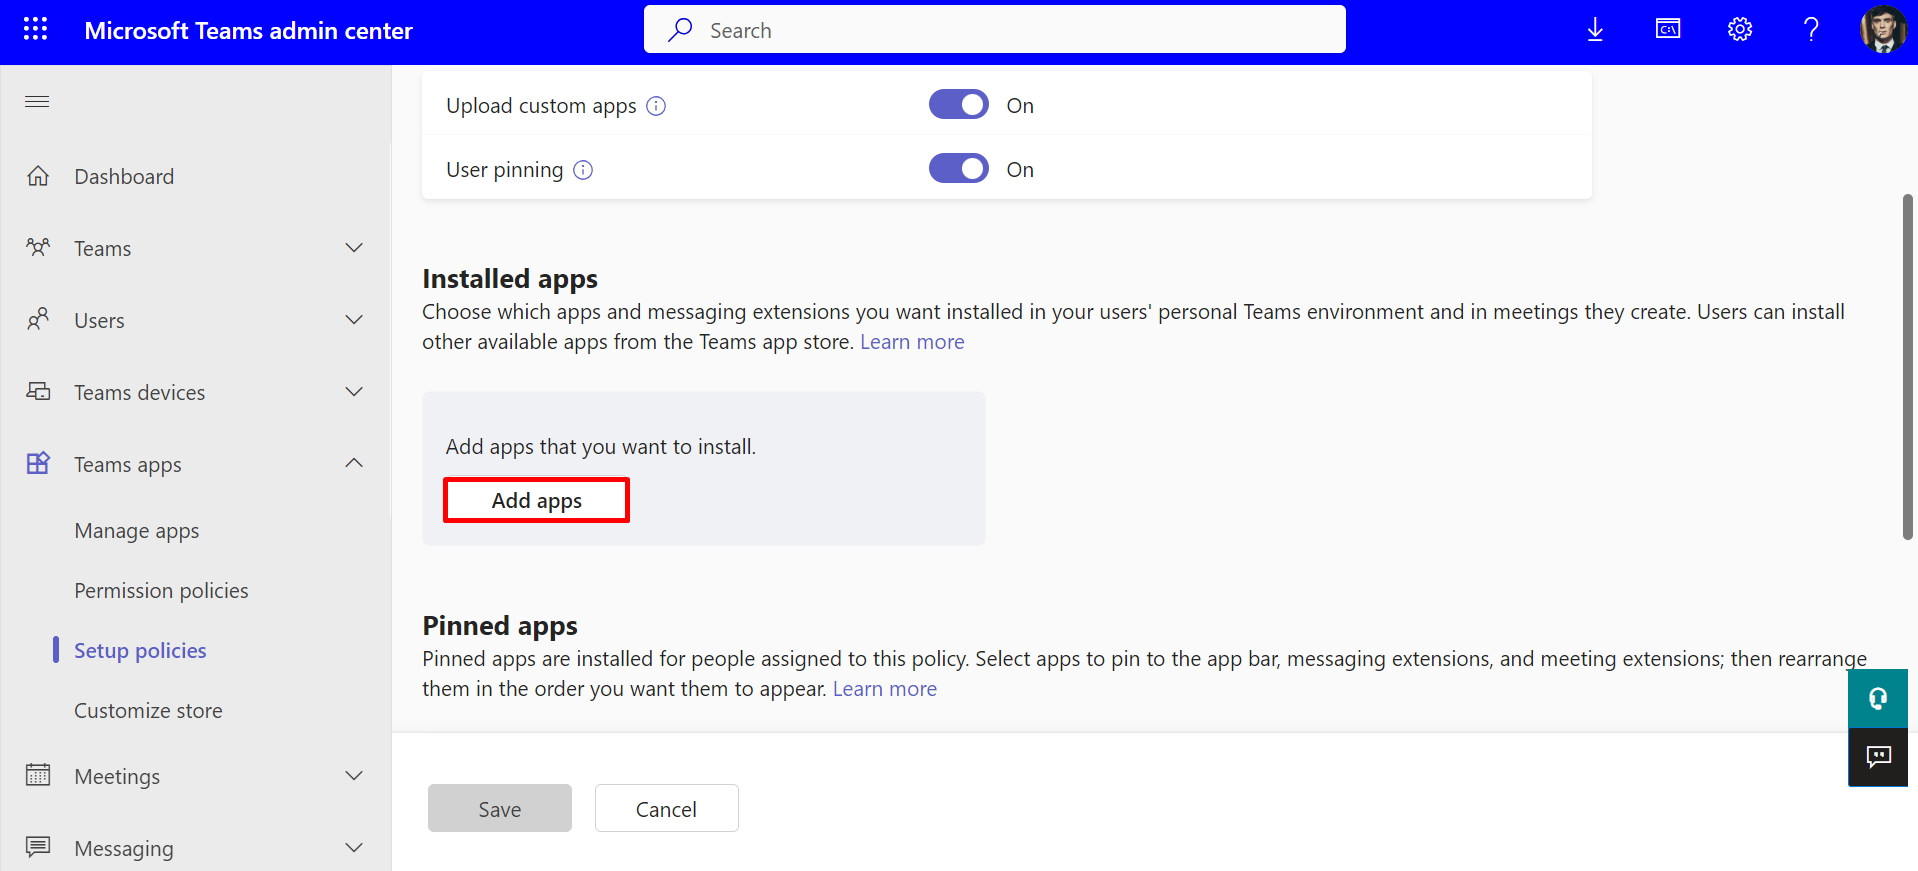 Microsoft Teams admin center
Search
C:\
Dashboard
Teams
Users
Teams devices
Teams apps
Manage apps
Permission policies
Setup policies
Customize store
Meetings
Messaging
Upload custom apps
On
User pinning
On
Installed apps
Choose which apps and messaging extensions you want installed in your users' personal Teams environment and in meetings they create. Users can install
other available apps from the Teams app store. Learn more
Add apps that you want to install.
Add apps
Pinned apps
Pinned apps are installed for people assigned to this policy. Select apps to pin to the app bar, messaging extensions, and meeting extensions; then rearrange
them in the order you want them to appear. Learn more
Save
Cancel